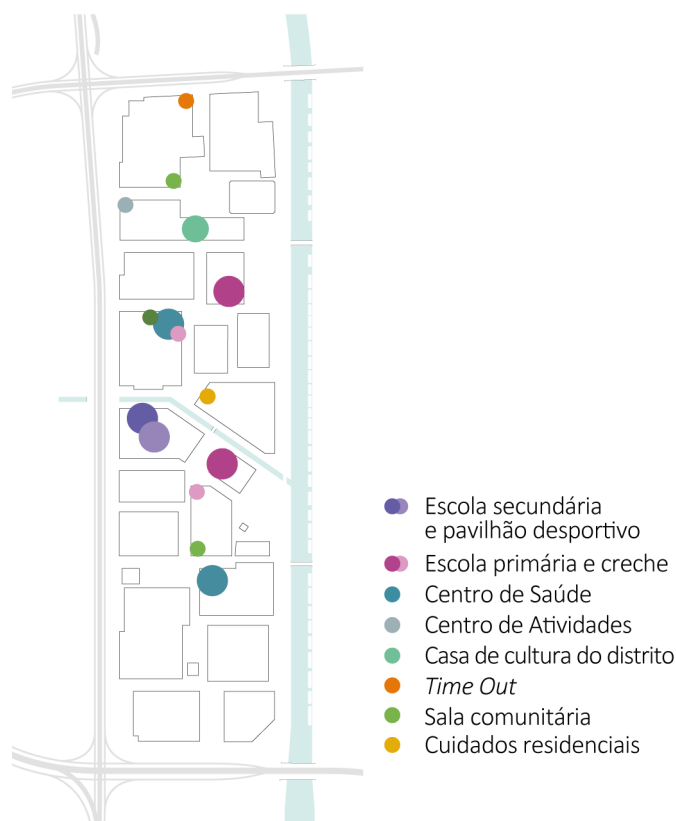 Escola secundária
e pavilhão desportivo
Escola primária e creche
Centro de Saúde
Centro de Atividades
Casa de cultura do distrito
Time Out
Sala comunitária
Cuidados residenciais